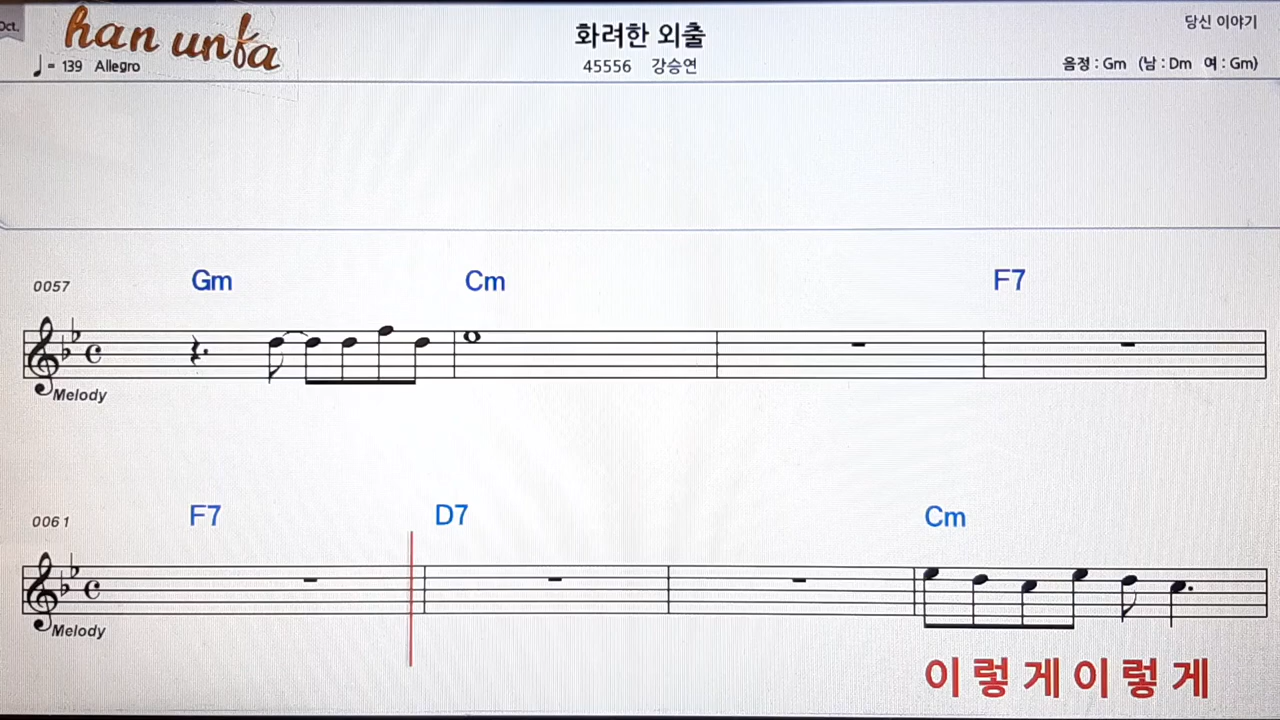 Oct.
han unfa
♩ = 139 Allegro
화려한 외출
45556 강승연
당신 이야기
음정 : Gm (남 : Dm 여 : Gm)
0057
Gm Cm F7
Melody
0061
F7 D7 Cm
Melody
이 렇 게 이 렇 게